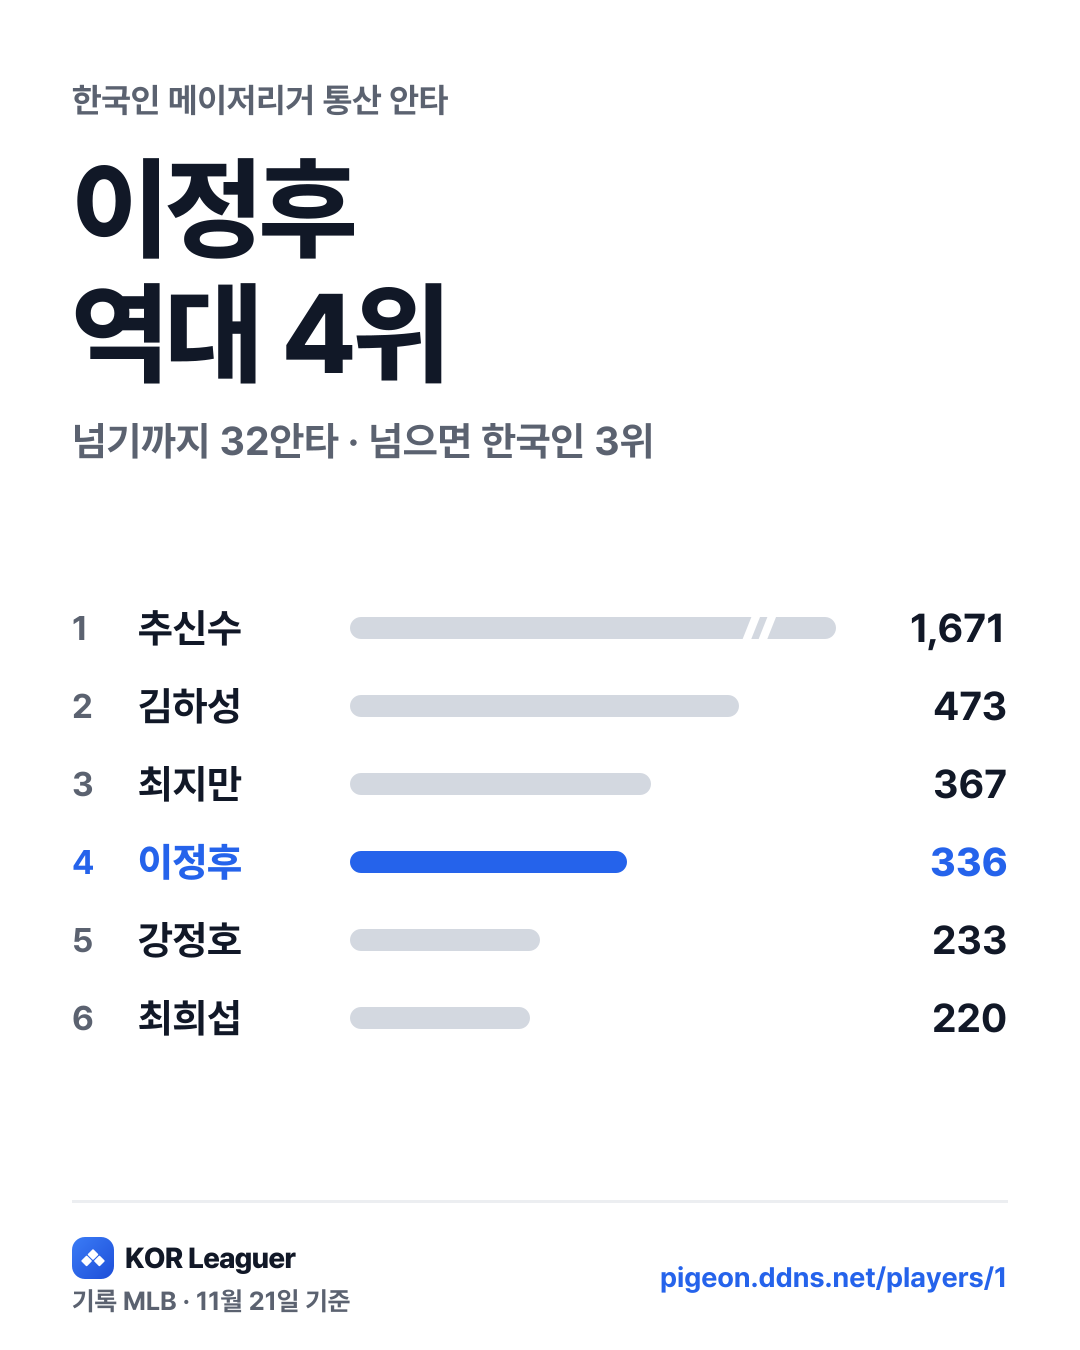 한국인 메이저리거 통산 안타
이정후
역대 4위
넘기까지 32안타 · 넘으면 한국인 3위
1 추신수 1,671
2 김하성 473
3 최지만 367
4 이정후 336
5 강정호 233
6 최희섭 220
KOR Leaguer
기록 MLB · 11월 21일 기준
pigeon.ddns.net/players/1